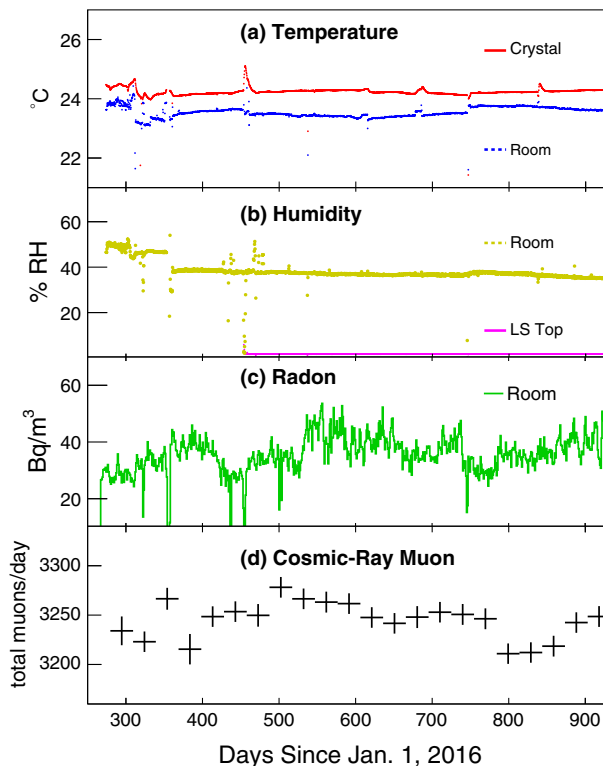 26
(a) Temperature
Crystal
°C
24
22
Room
(b) Humidity
60
Room
% RH
40
20
LS Top
(c) Radon
60
Room
Bq/m³
40
20
(d) Cosmic-Ray Muon
3300
total muons/day
3250
3200
300 400 500 600 700 800 900
Days Since Jan. 1, 2016